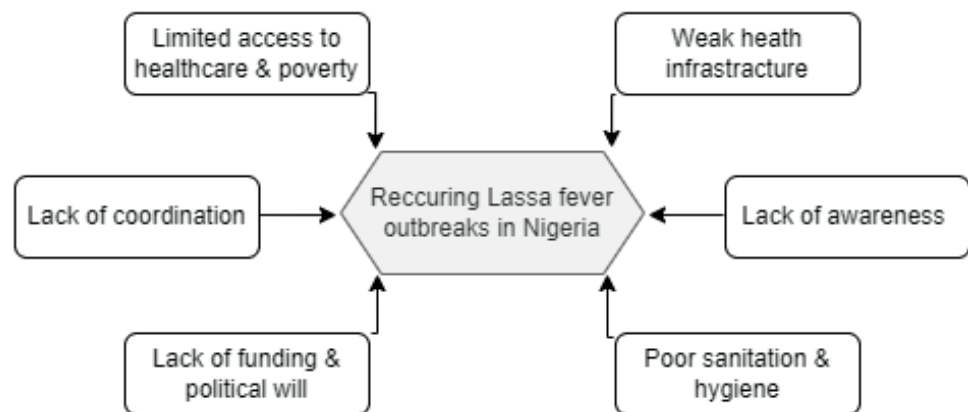 Limited access to
healthcare & poverty
Weak heath
infrastracture
Lack of coordination
Reccuring Lassa fever
outbreaks in Nigeria
Lack of awareness
Lack of funding &
political will
Poor sanitation &
hygiene